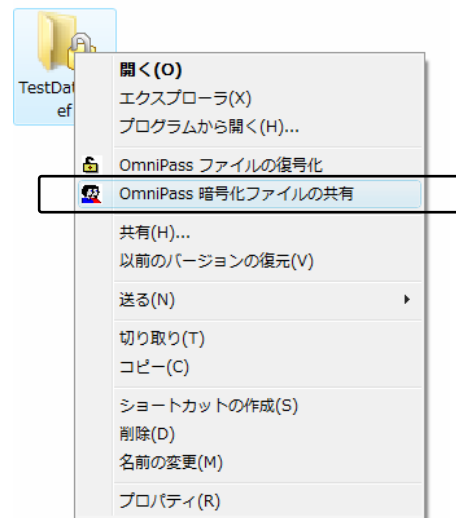 TestDat
ef
開く(O)
エクスプローラ(X)
プログラムから開く(H)...
OmniPass ファイルの復号化
OmniPass 暗号化ファイルの共有
共有(H)...
以前のバージョンの復元(V)
送る(N)
切り取り(T)
コピー(C)
ショートカットの作成(S)
削除(D)
名前の変更(M)
プロパティ(R)